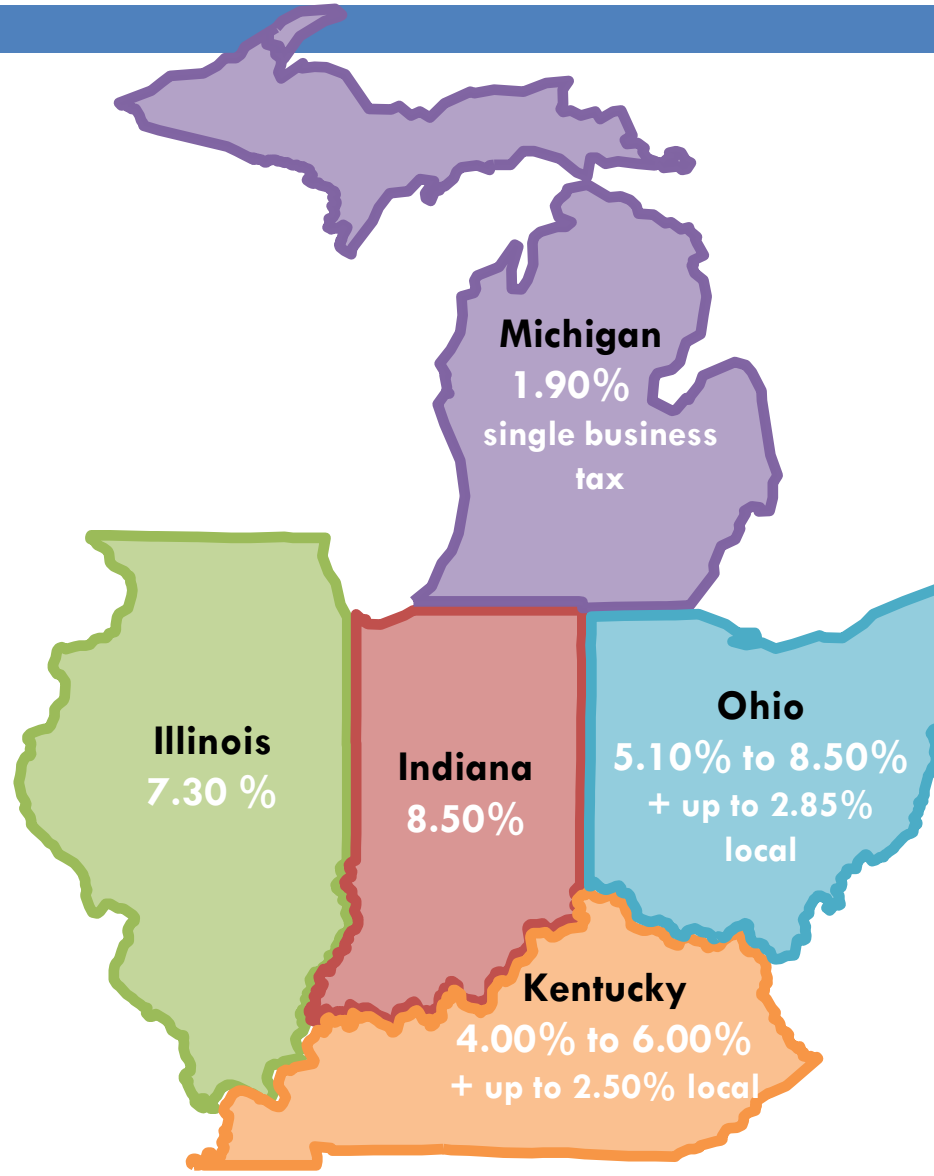 Michigan
1.90%
single business
tax
Illinois
7.30 %
Indiana
8.50%
Ohio
5.10% to 8.50%
+ up to 2.85%
local
Kentucky
4.00% to 6.00%
+ up to 2.50% local